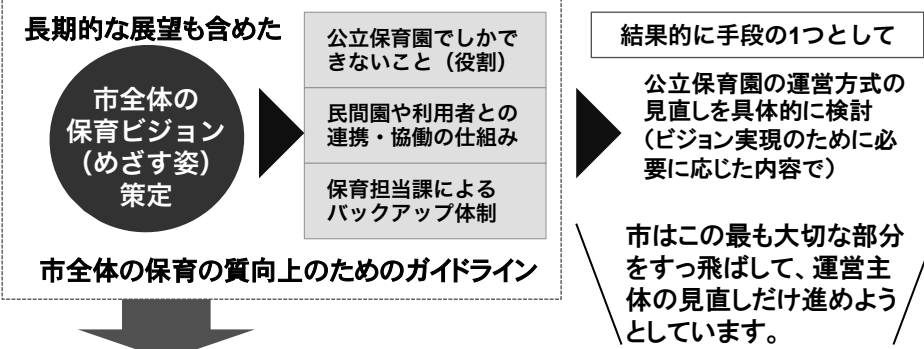 長期的な展望も含めた
市全体の
保育ビジョン
（めざす姿）
策定
公立保育園でしかで
きないこと（役割）
民間園や利用者との
連携・協働の仕組み
保育担当課による
バックアップ体制
市全体の保育の質向上のためのガイドライン
結果的に手段の1つとして
公立保育園の運営方式の
見直しを具体的に検討
（ビジョン実現のために必
要に応じた内容で）
市はこの最も大切な部分
をすっ飛ばして、運営主
体の見直しだけ進めよう
としています。